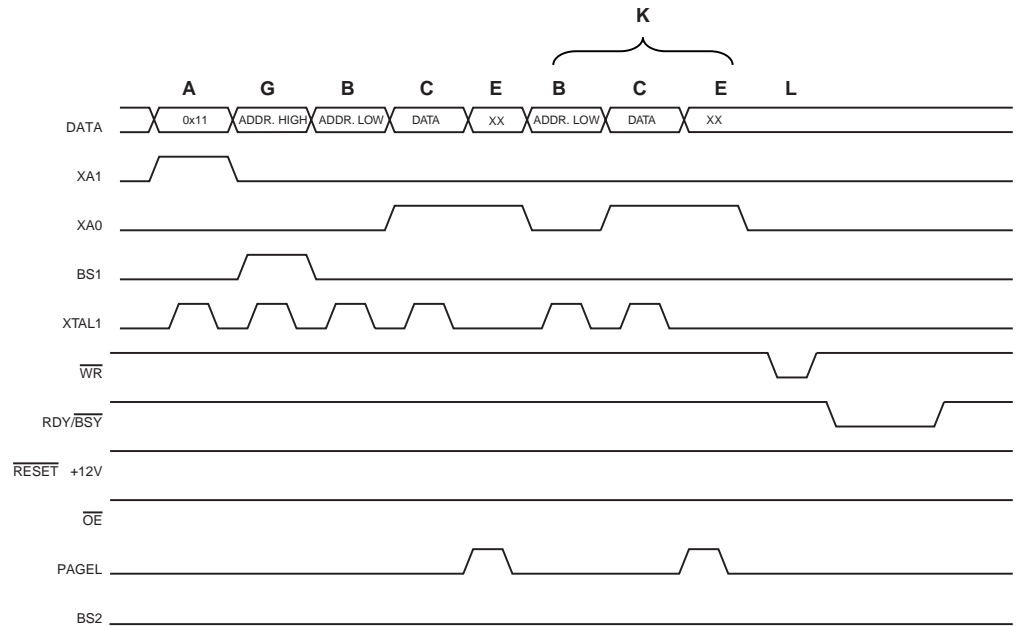 K
A G B C E B C E L
DATA 0x11 ADDR. HIGH ADDR. LOW DATA XX ADDR. LOW DATA XX
XA1
XA0
BS1
XTAL1
WR
RDY/BSY
RESET +12V
OE
PAGEL
BS2